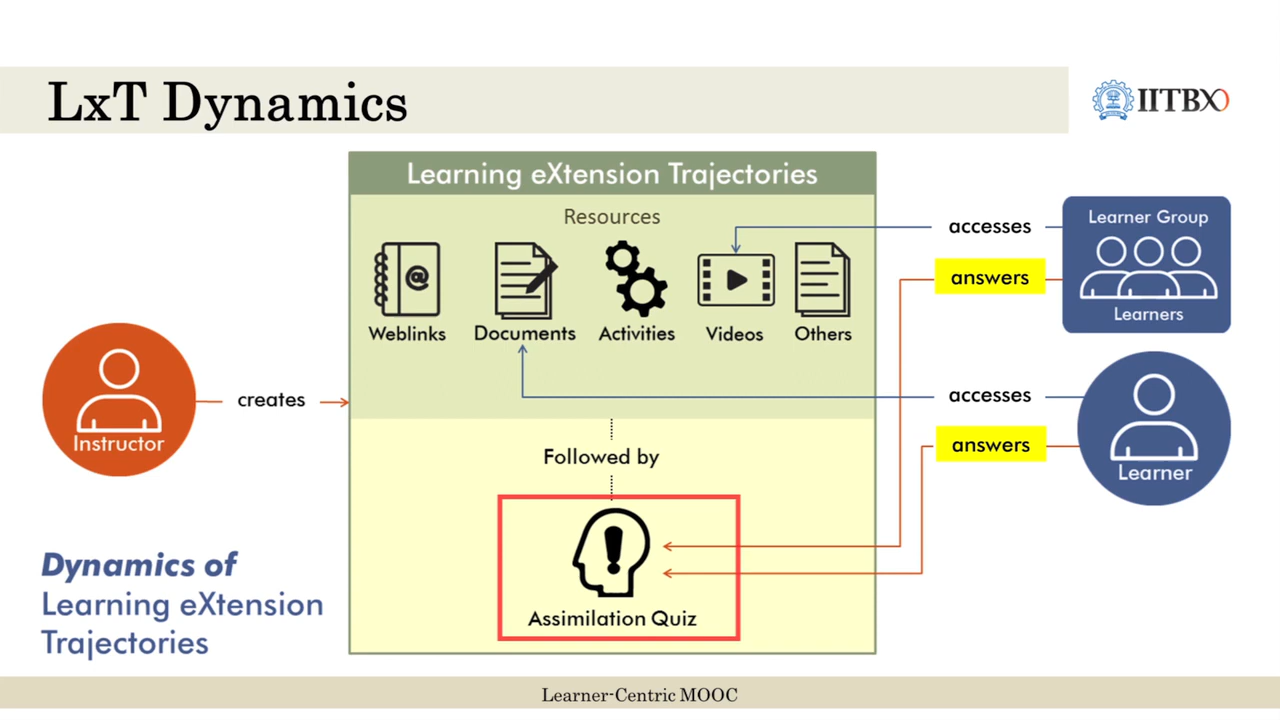 LxT Dynamics
IITBX
Learning eXtension Trajectories
Resources
Weblinks
Documents
Activities
Videos
Others
accesses
answers
Learner Group
Learners
Instructor
creates
accesses
answers
Learner
Followed by
Assimilation Quiz
Dynamics of
Learning eXtension
Trajectories
Learner-Centric MOOC